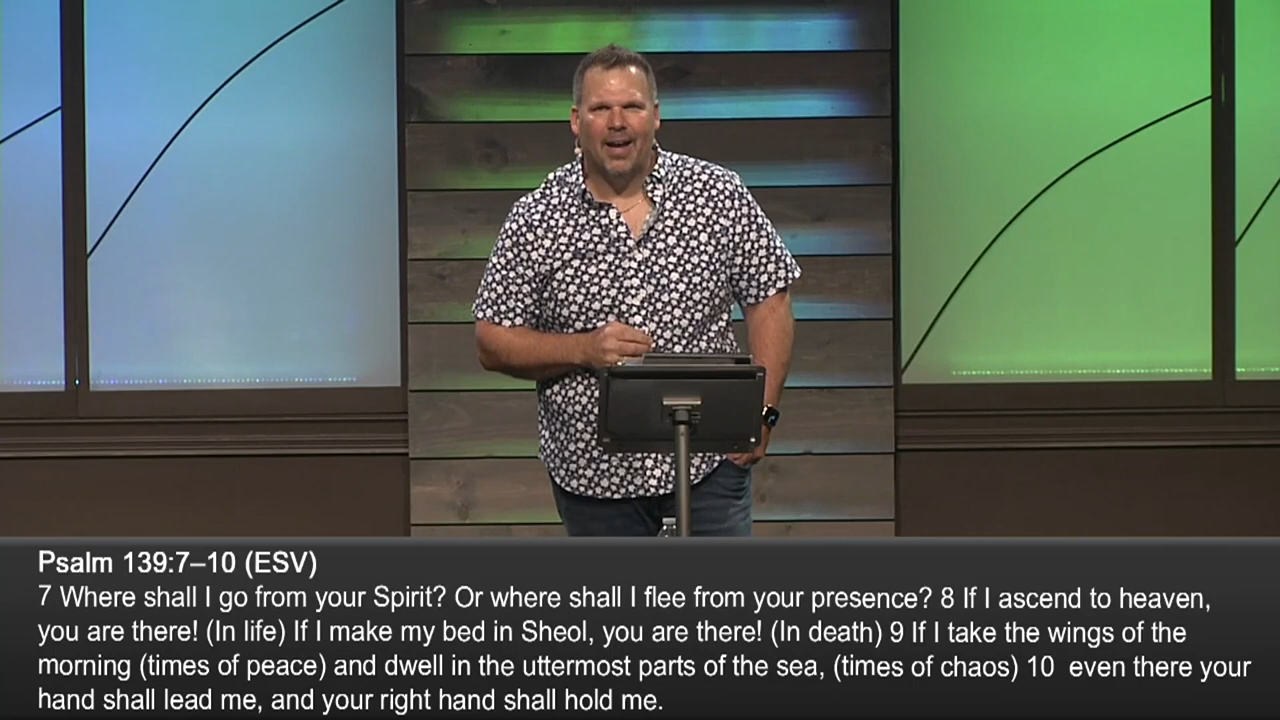 Psalm 139:7–10 (ESV)
7 Where shall I go from your Spirit? Or where shall I flee from your presence? 8 If I ascend to heaven,
you are there! (In life) If I make my bed in Sheol, you are there! (In death) 9 If I take the wings of the
morning (times of peace) and dwell in the uttermost parts of the sea, (times of chaos) 10  even there your
hand shall lead me, and your right hand shall hold me.